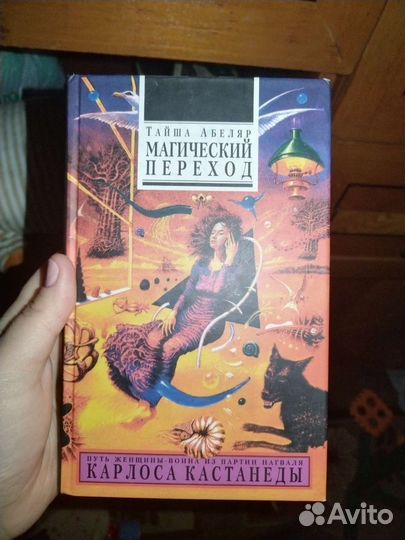 ТАЙША АБЕЛЯР
МАГИЧЕСКИЙ
ПЕРЕХОД
ПУТЬ ЖЕНЩИНЫ-ВОИНА ИЗ ПАРТИИ НАГВАЛЯ
КАРЛОСА КАСТАНЕДЫ
Avito